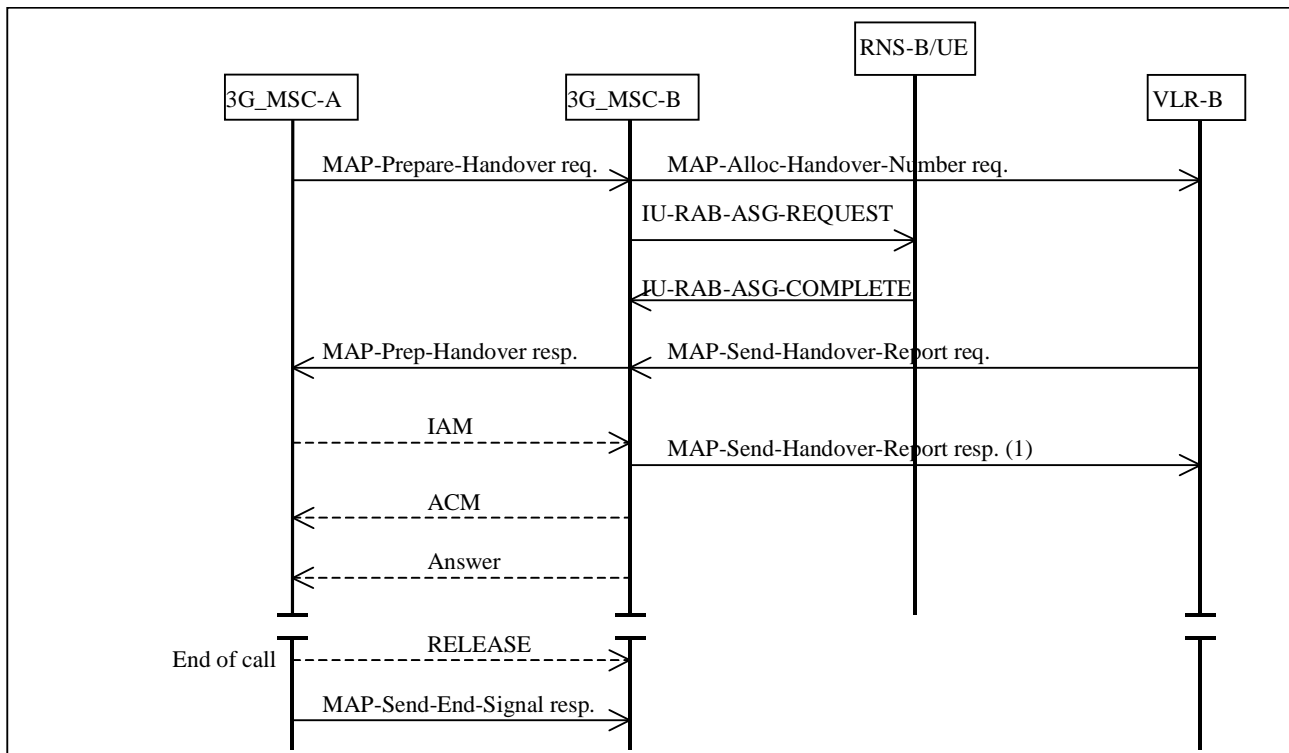 RNS-B/UE
3G_MSC-A
3G_MSC-B
VLR-B
MAP-Prepare-Handover req.
MAP-Alloc-Handover-Number req.
IU-RAB-ASG-REQUEST
IU-RAB-ASG-COMPLETE
MAP-Prep-Handover resp.
MAP-Send-Handover-Report req.
IAM
MAP-Send-Handover-Report resp. (1)
ACM
Answer
RELEASE
End of call
MAP-Send-End-Signal resp.